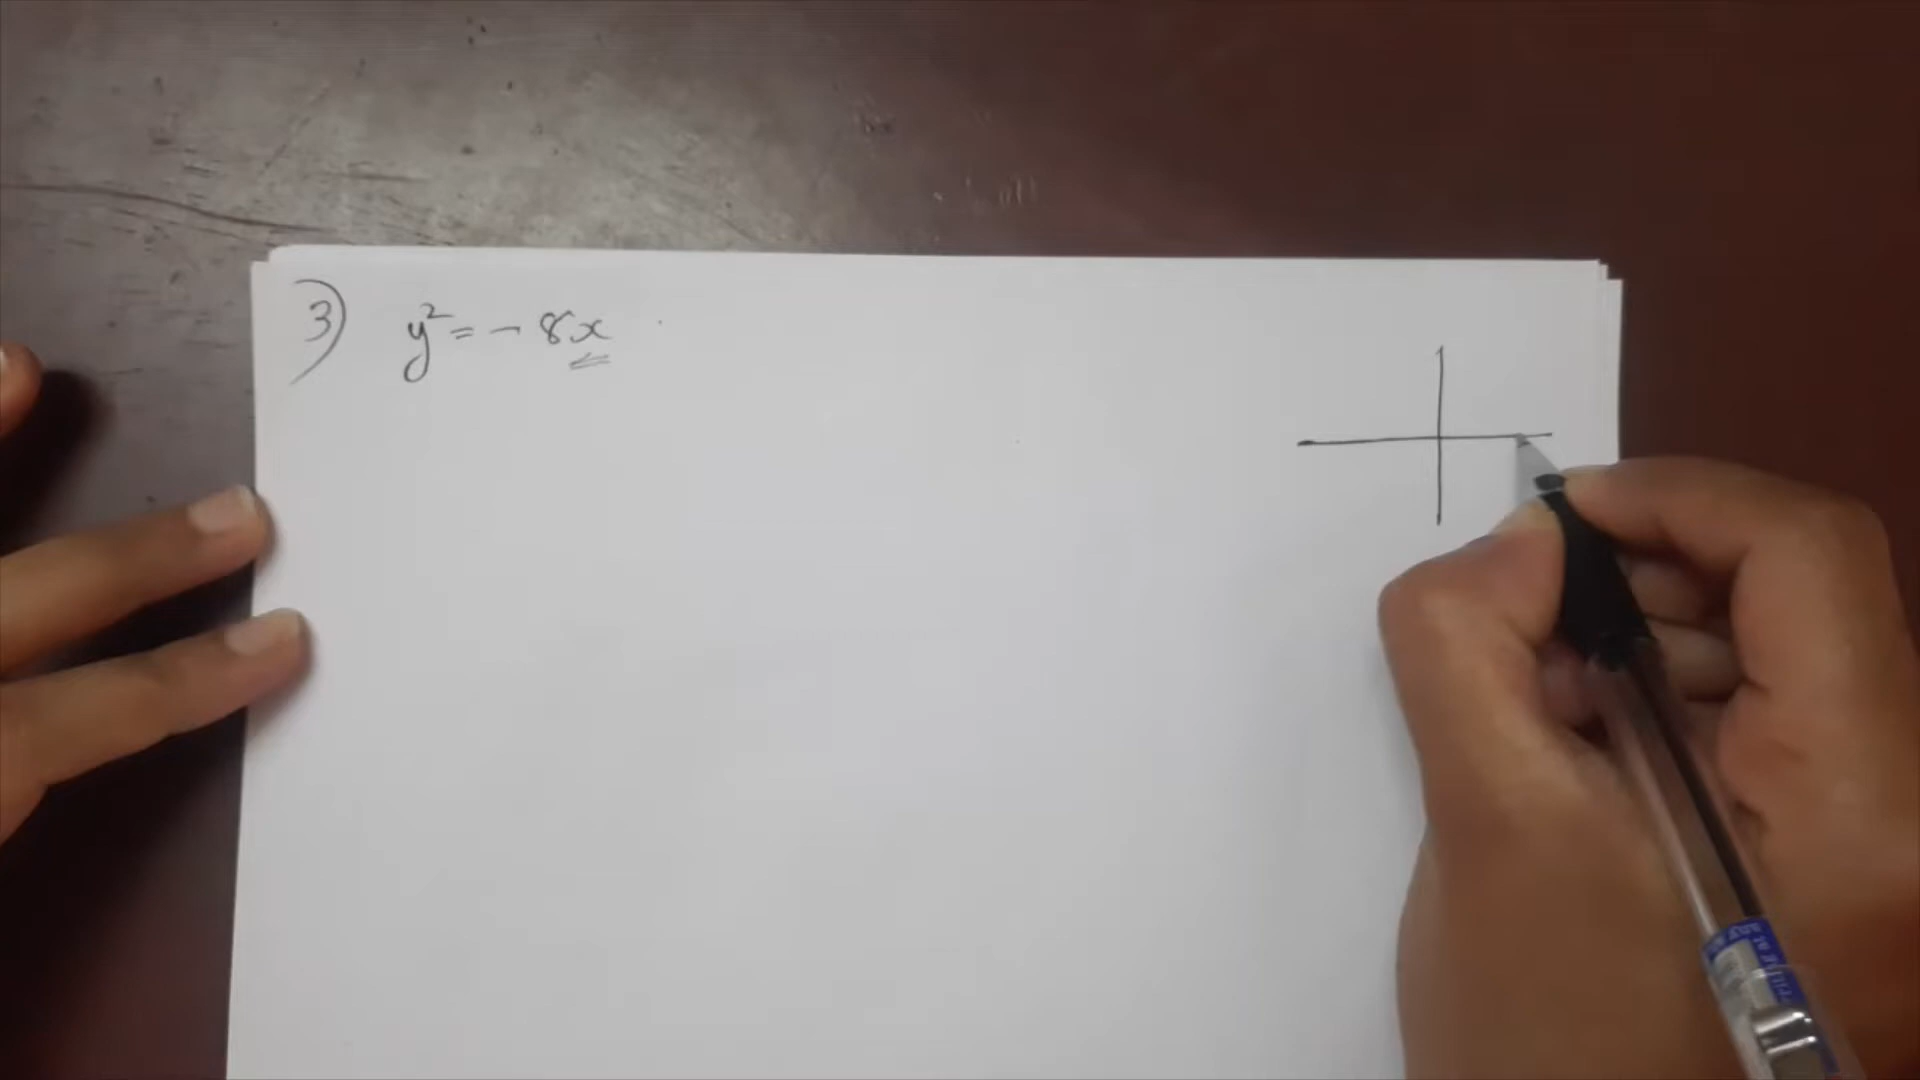 3) y² = - 8x